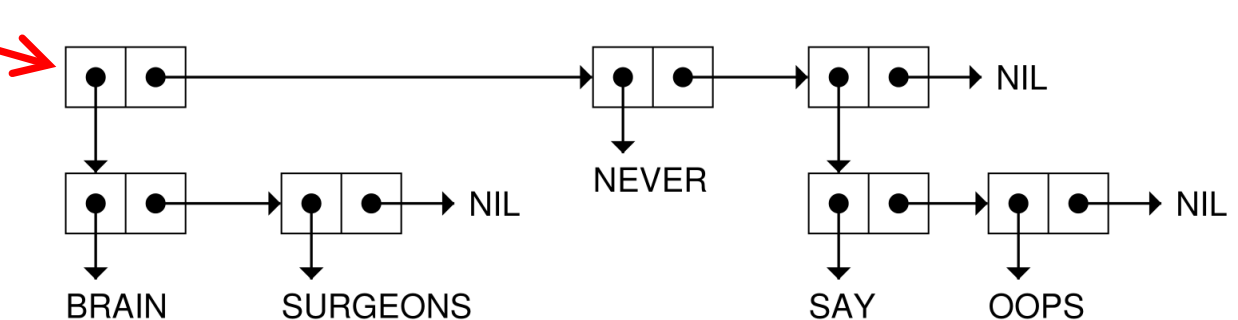 NIL
NEVER
NIL
NIL
BRAIN SURGEONS SAY OOPS